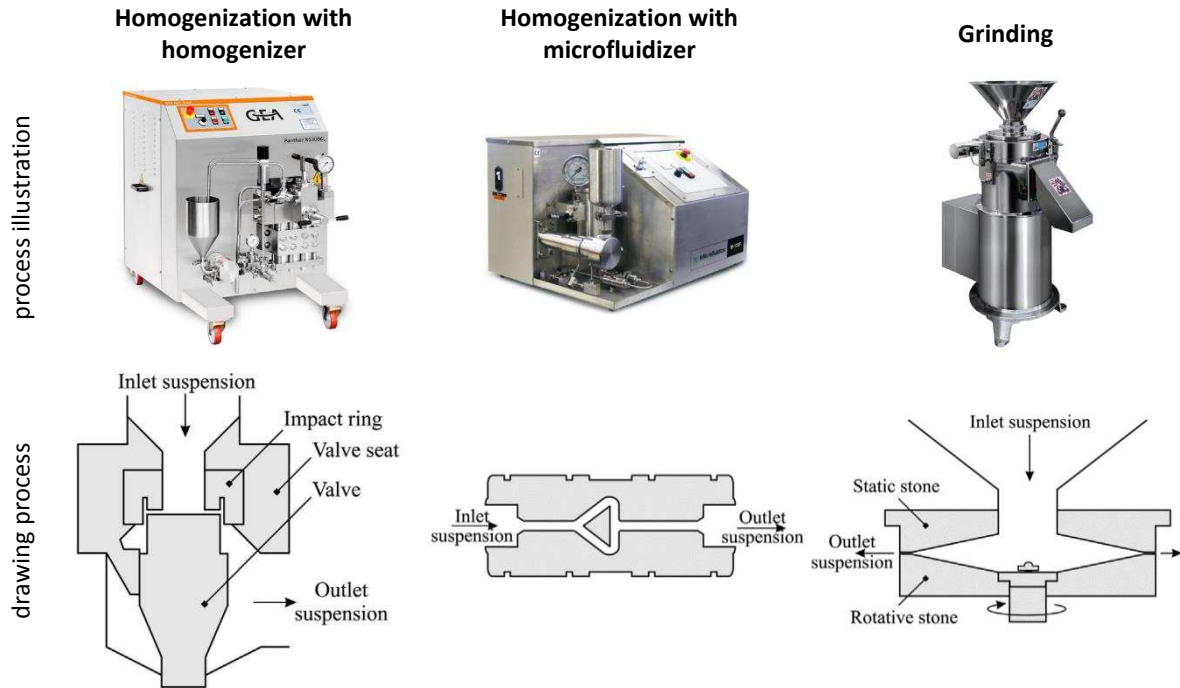 Homogenization with
homogenizer
Homogenization with
microfluidizer
Grinding
process illustration
GEA
Microfluidics
drawing process
Inlet suspension
Impact ring
Valve seat
Valve
Outlet
suspension
Inlet
suspension
Outlet
suspension
Inlet suspension
Static stone
Outlet
suspension
Rotative stone